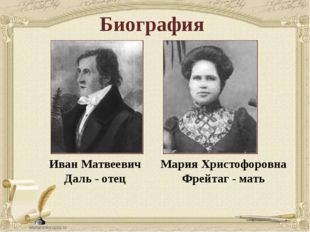 Биография
Иван Матвеевич
Даль - отец
Мария Христофоровна
Фрейтаг - мать